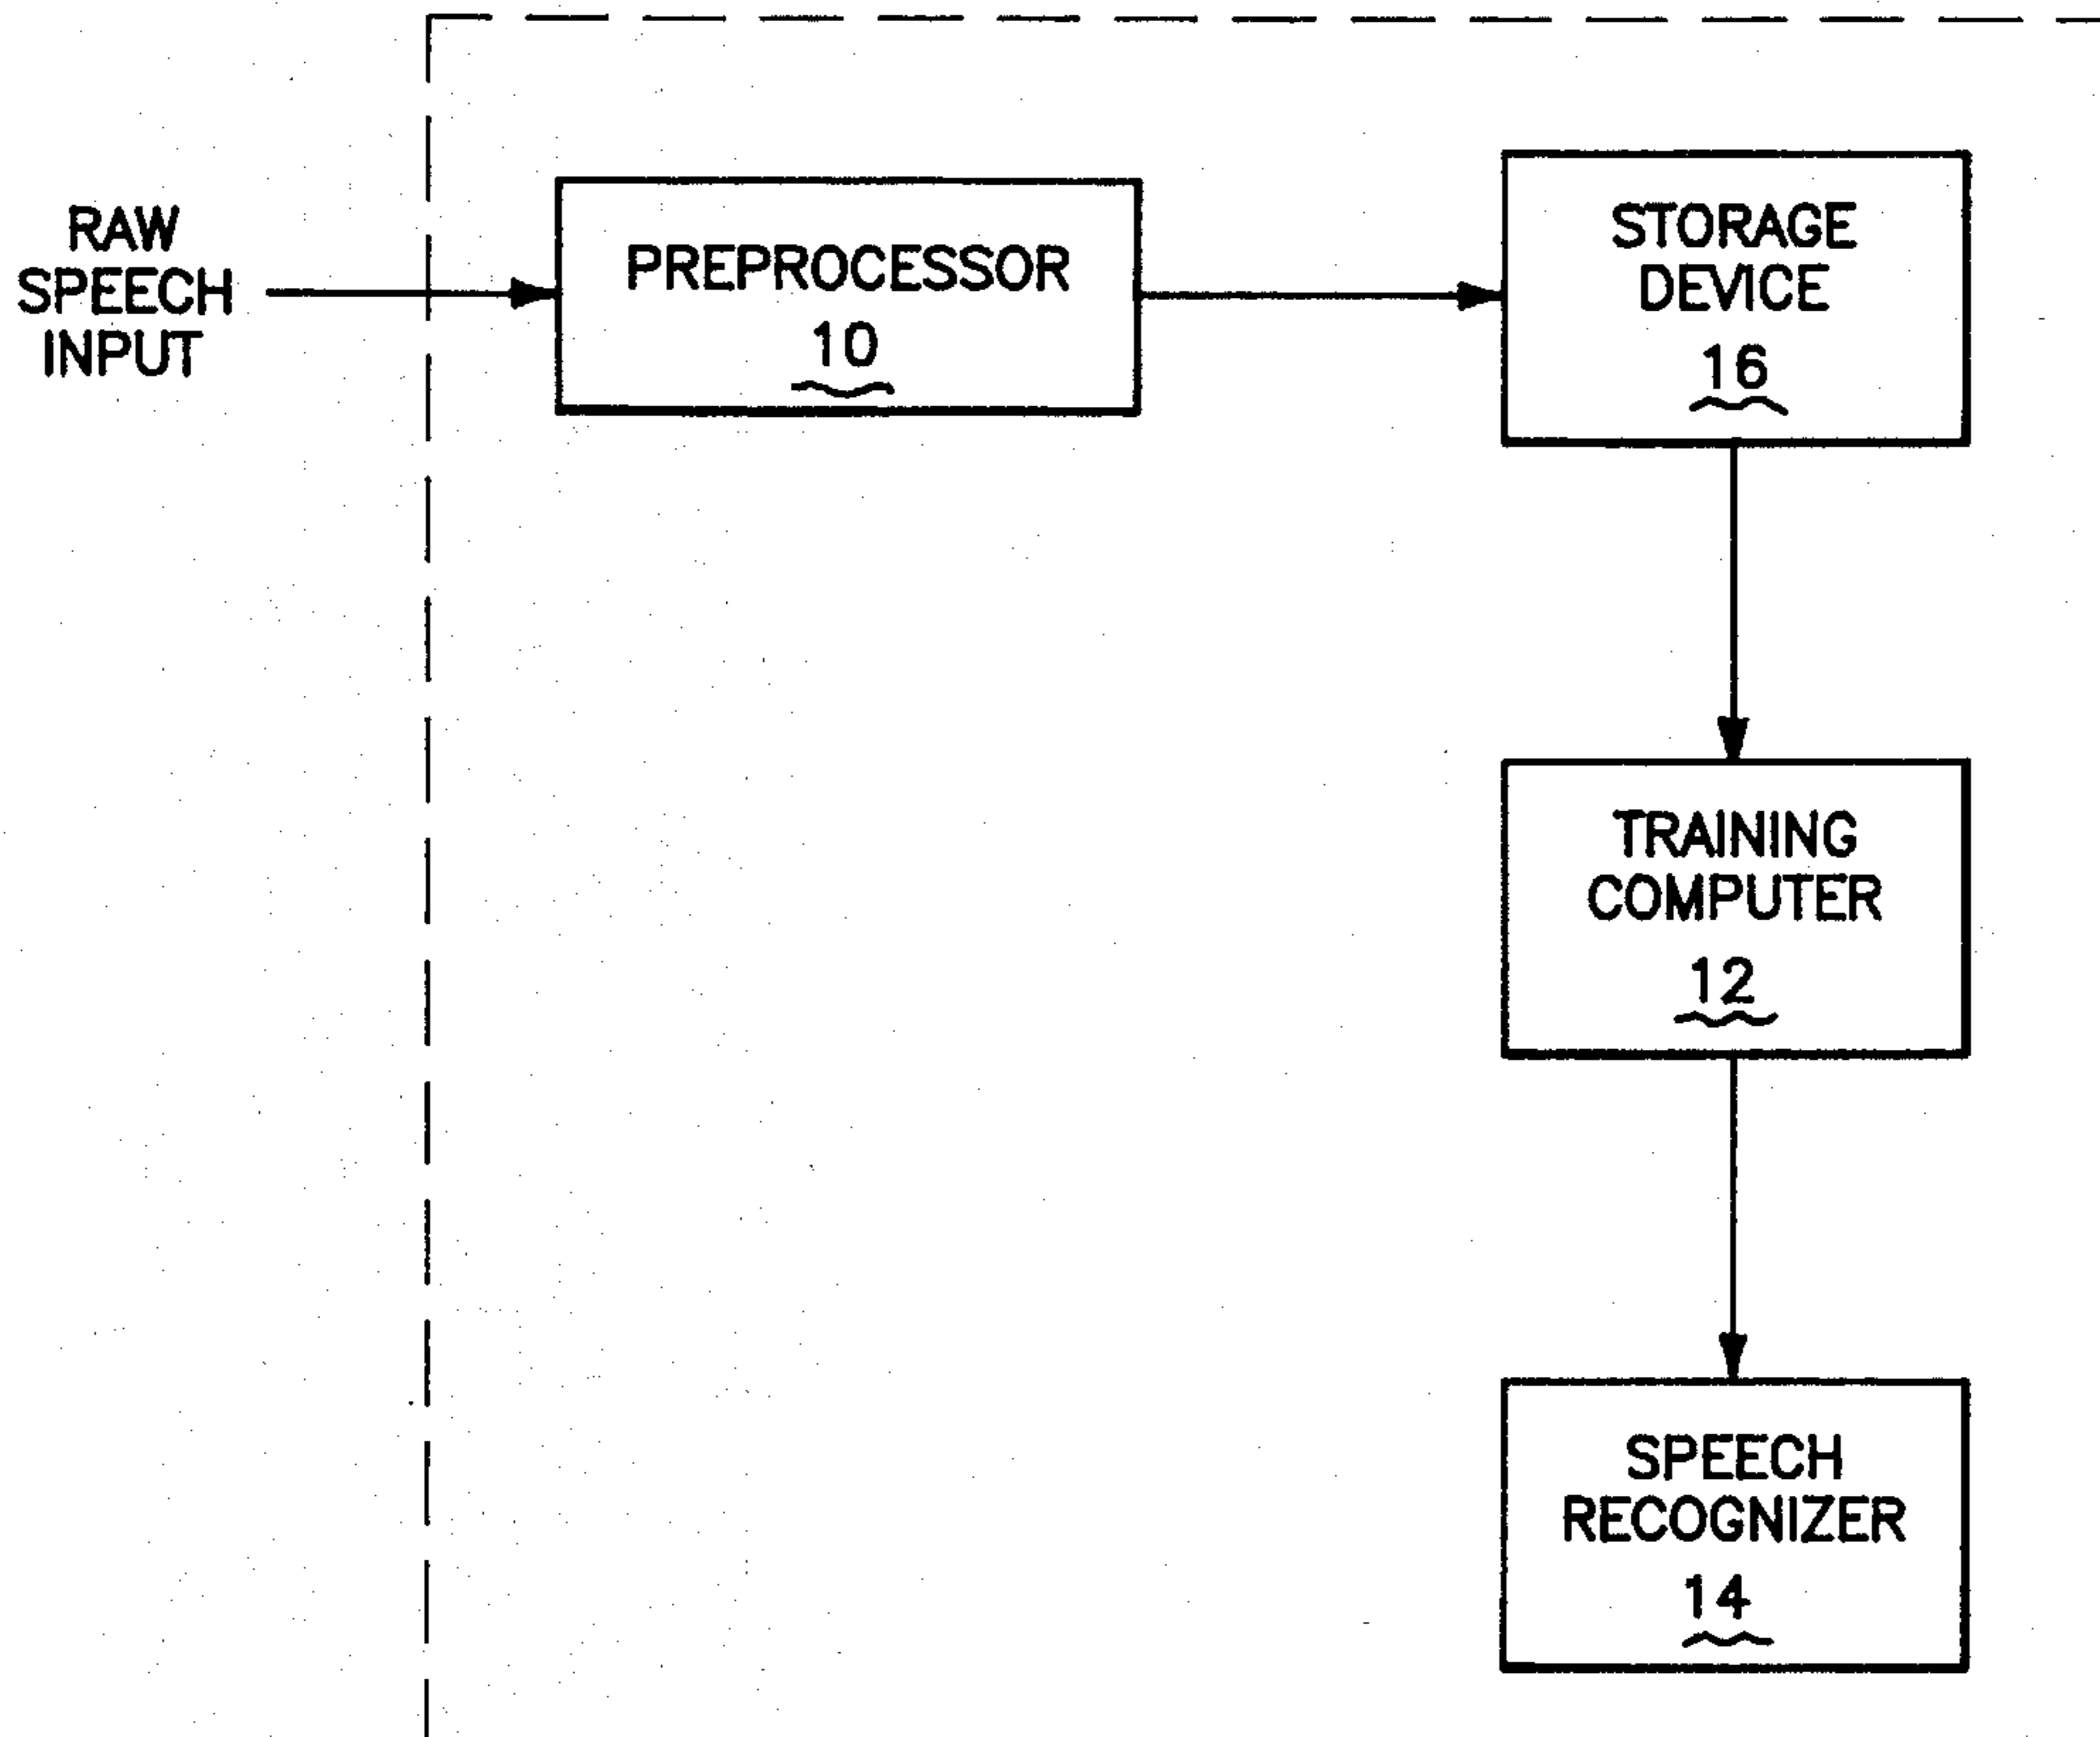 RAW
SPEECH
INPUT
PREPROCESSOR
10
STORAGE
DEVICE
16
TRAINING
COMPUTER
12
SPEECH
RECOGNIZER
14